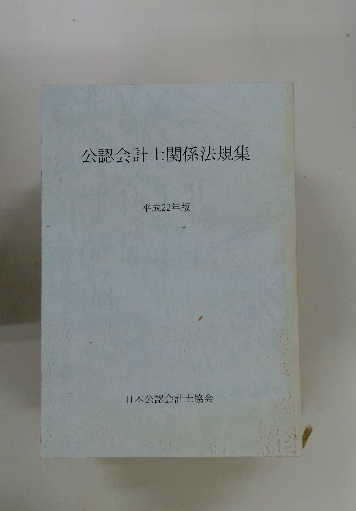 公認会計士関係法規集
平成22年版
日本公認会計士協会